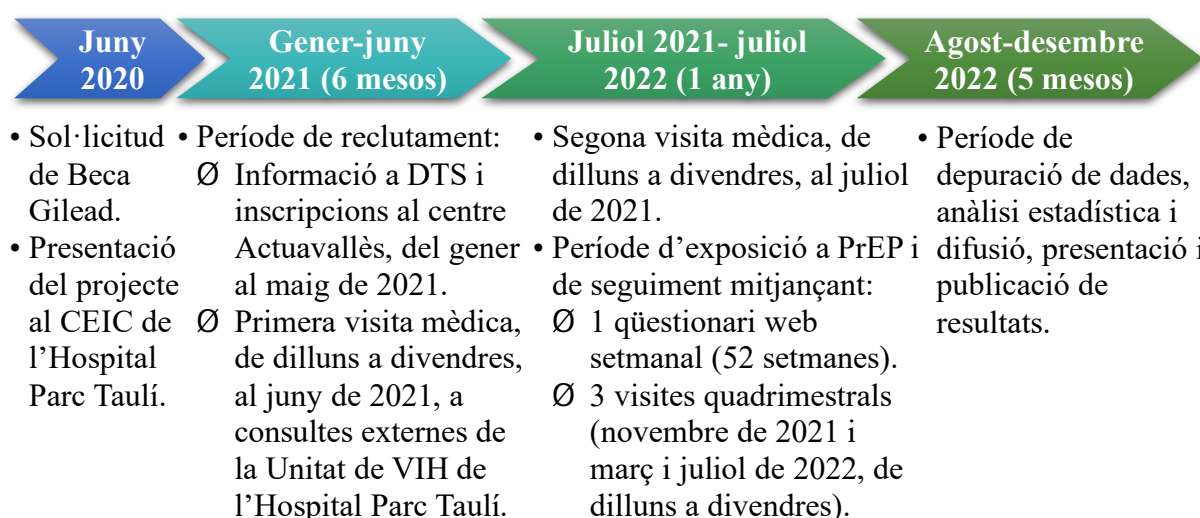 Juny
2020
Gener-juny
2021 (6 mesos)
Juliol 2021- juliol
2022 (1 any)
Agost-desembre
2022 (5 mesos)
• Sol·licitud
de Beca
Gilead.
• Presentació
del projecte
al CEIC de
l’Hospital
Parc Taulí.
• Període de reclutament:
Ø Informació a DTS i
inscripcions al centre
Actuavallès, del gener
al maig de 2021.
Ø Primera visita mèdica,
de dilluns a divendres,
al juny de 2021, a
consultes externes de
la Unitat de VIH de
l’Hospital Parc Taulí.
• Segona visita mèdica, de
dilluns a divendres, al juliol
de 2021.
• Període d’exposició a PrEP i
de seguiment mitjançant:
Ø 1 qüestionari web
setmanal (52 setmanes).
Ø 3 visites quadrimestrals
(novembre de 2021 i
març i juliol de 2022, de
dilluns a divendres).
• Període de
depuració de dades,
anàlisi estadística i
difusió, presentació i
publicació de
resultats.